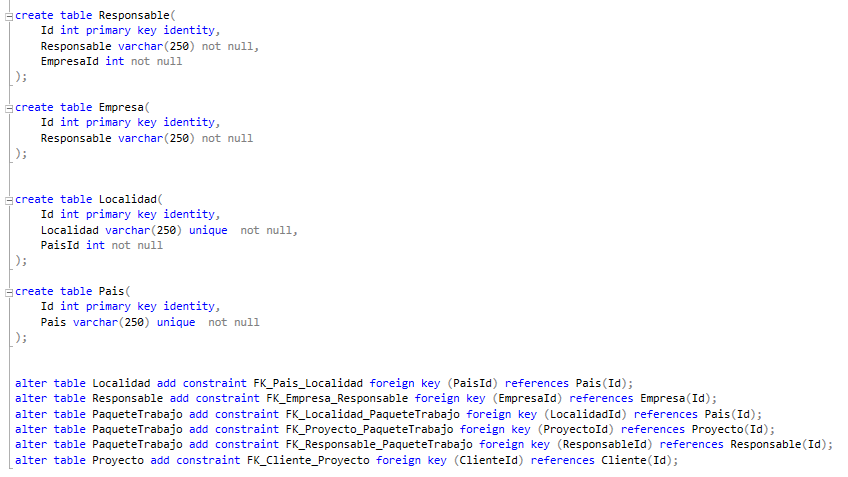 create table Responsable(
Id int primary key identity,
Responsable varchar(250) not null,
EmpresaId int not null
);
create table Empresa(
Id int primary key identity,
Responsable varchar(250) not null
);
create table Localidad(
Id int primary key identity,
Localidad varchar(250) unique  not null,
PaisId int not null
);
create table Pais(
Id int primary key identity,
Pais varchar(250) unique  not null
);
alter table Localidad add constraint FK_Pais_Localidad foreign key (PaisId) references Pais(Id);
alter table Responsable add constraint FK_Empresa_Responsable foreign key (EmpresaId) references Empresa(Id);
alter table PaqueteTrabajo add constraint FK_Localidad_PaqueteTrabajo foreign key (LocalidadId) references Pais(Id);
alter table PaqueteTrabajo add constraint FK_Proyecto_PaqueteTrabajo foreign key (ProyectoId) references Proyecto(Id);
alter table PaqueteTrabajo add constraint FK_Responsable_PaqueteTrabajo foreign key (ResponsableId) references Responsable(Id);
alter table Proyecto add constraint FK_Cliente_Proyecto foreign key (ClienteId) references Cliente(Id);